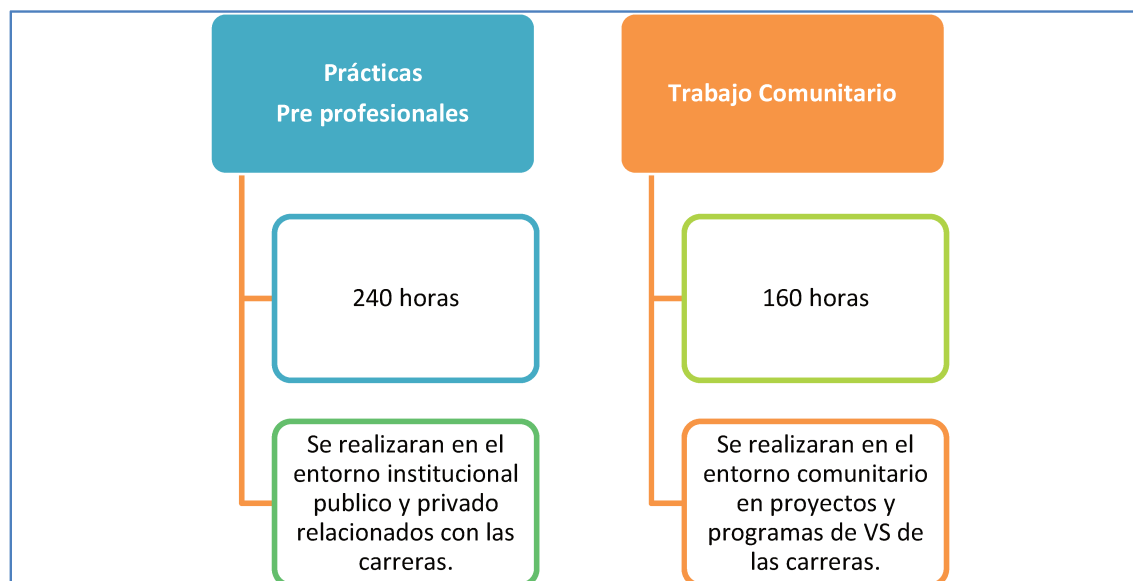 Prácticas
Pre profesionales
240 horas
Se realizaran en el
entorno institucional
publico y privado
relacionados con las
carreras.
Trabajo Comunitario
160 horas
Se realizaran en el
entorno comunitario
en proyectos y
programas de VS de
las carreras.